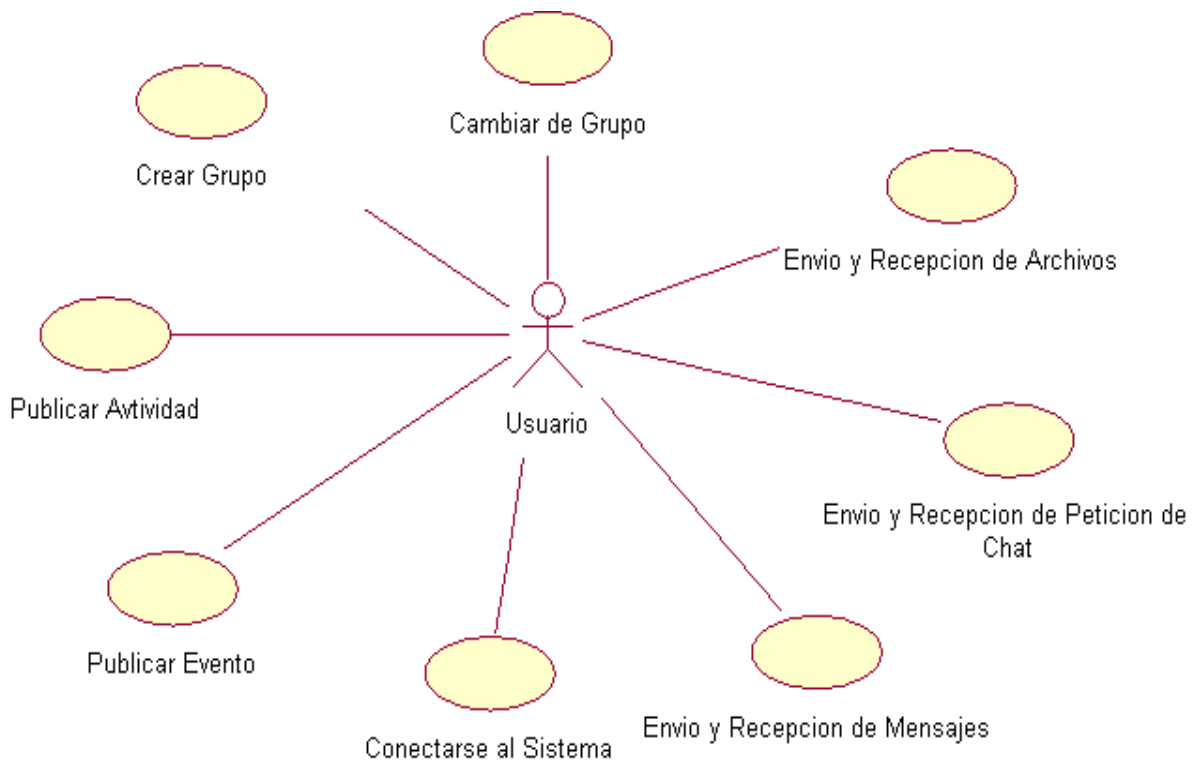 Cambiar de Grupo
Crear Grupo
Envio y Recepcion de Archivos
Publicar Avtividad
Usuario
Envio y Recepcion de Peticion de
Chat
Publicar Evento
Envio y Recepcion de Mensajes
Conectarse al Sistema